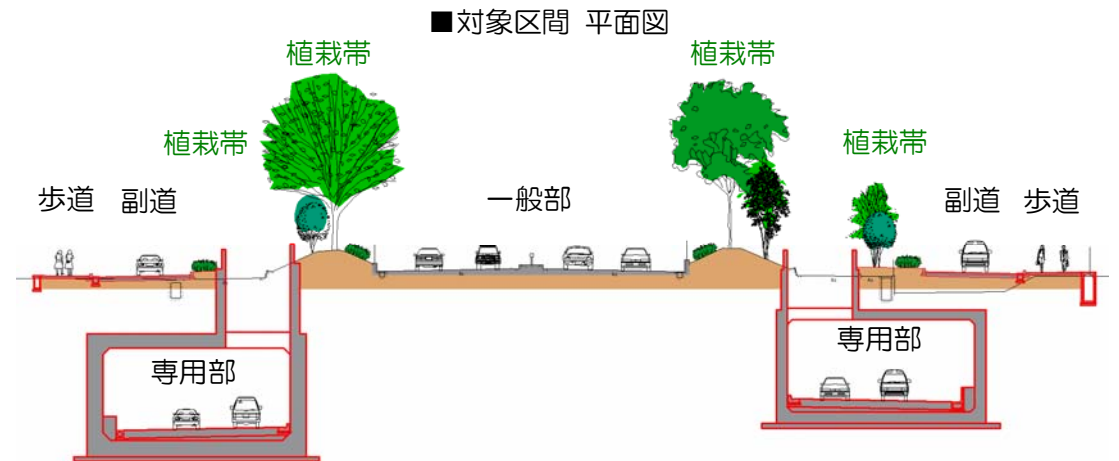 ■対象区間 平面図
植栽帯
植栽帯
植栽帯
植栽帯
歩道
副道
一般部
副道
歩道
専用部
専用部